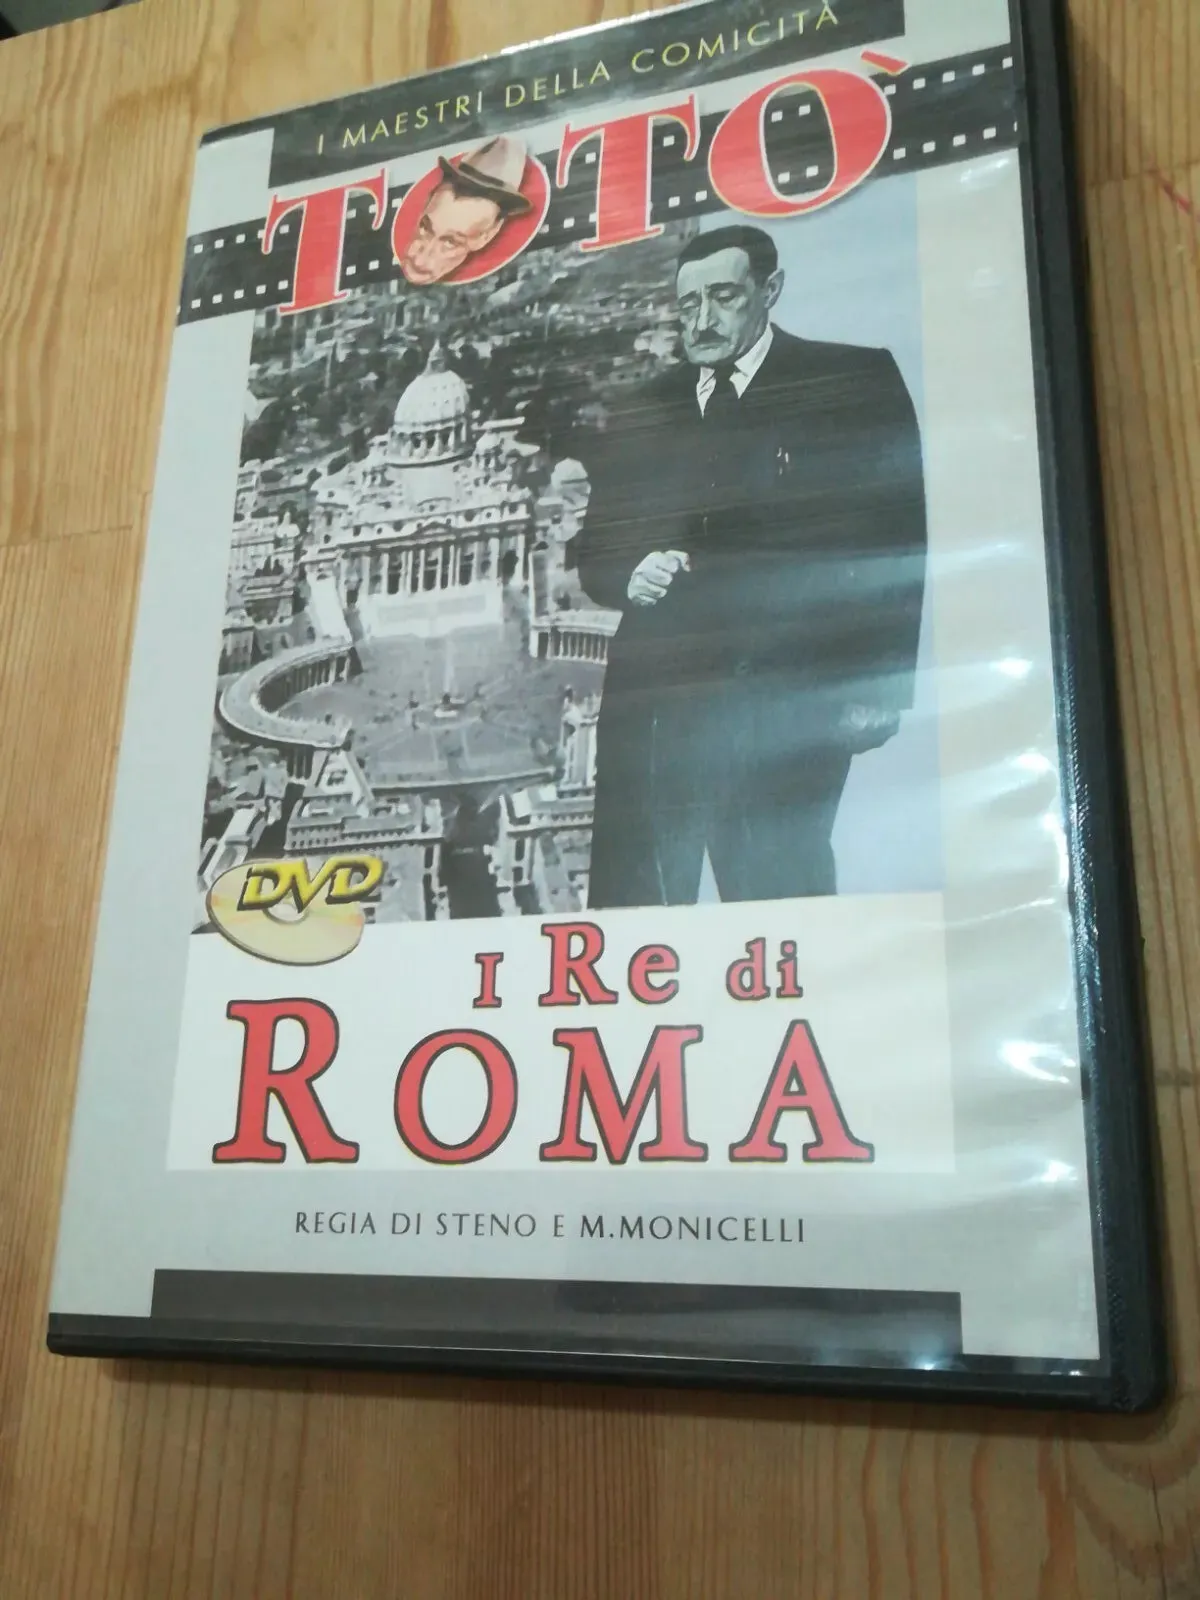 I MAESTRI DELLA COMICITÀ
TOTÒ
DVD
I Re di
ROMA
REGIA DI STENO E M.MONICELLI